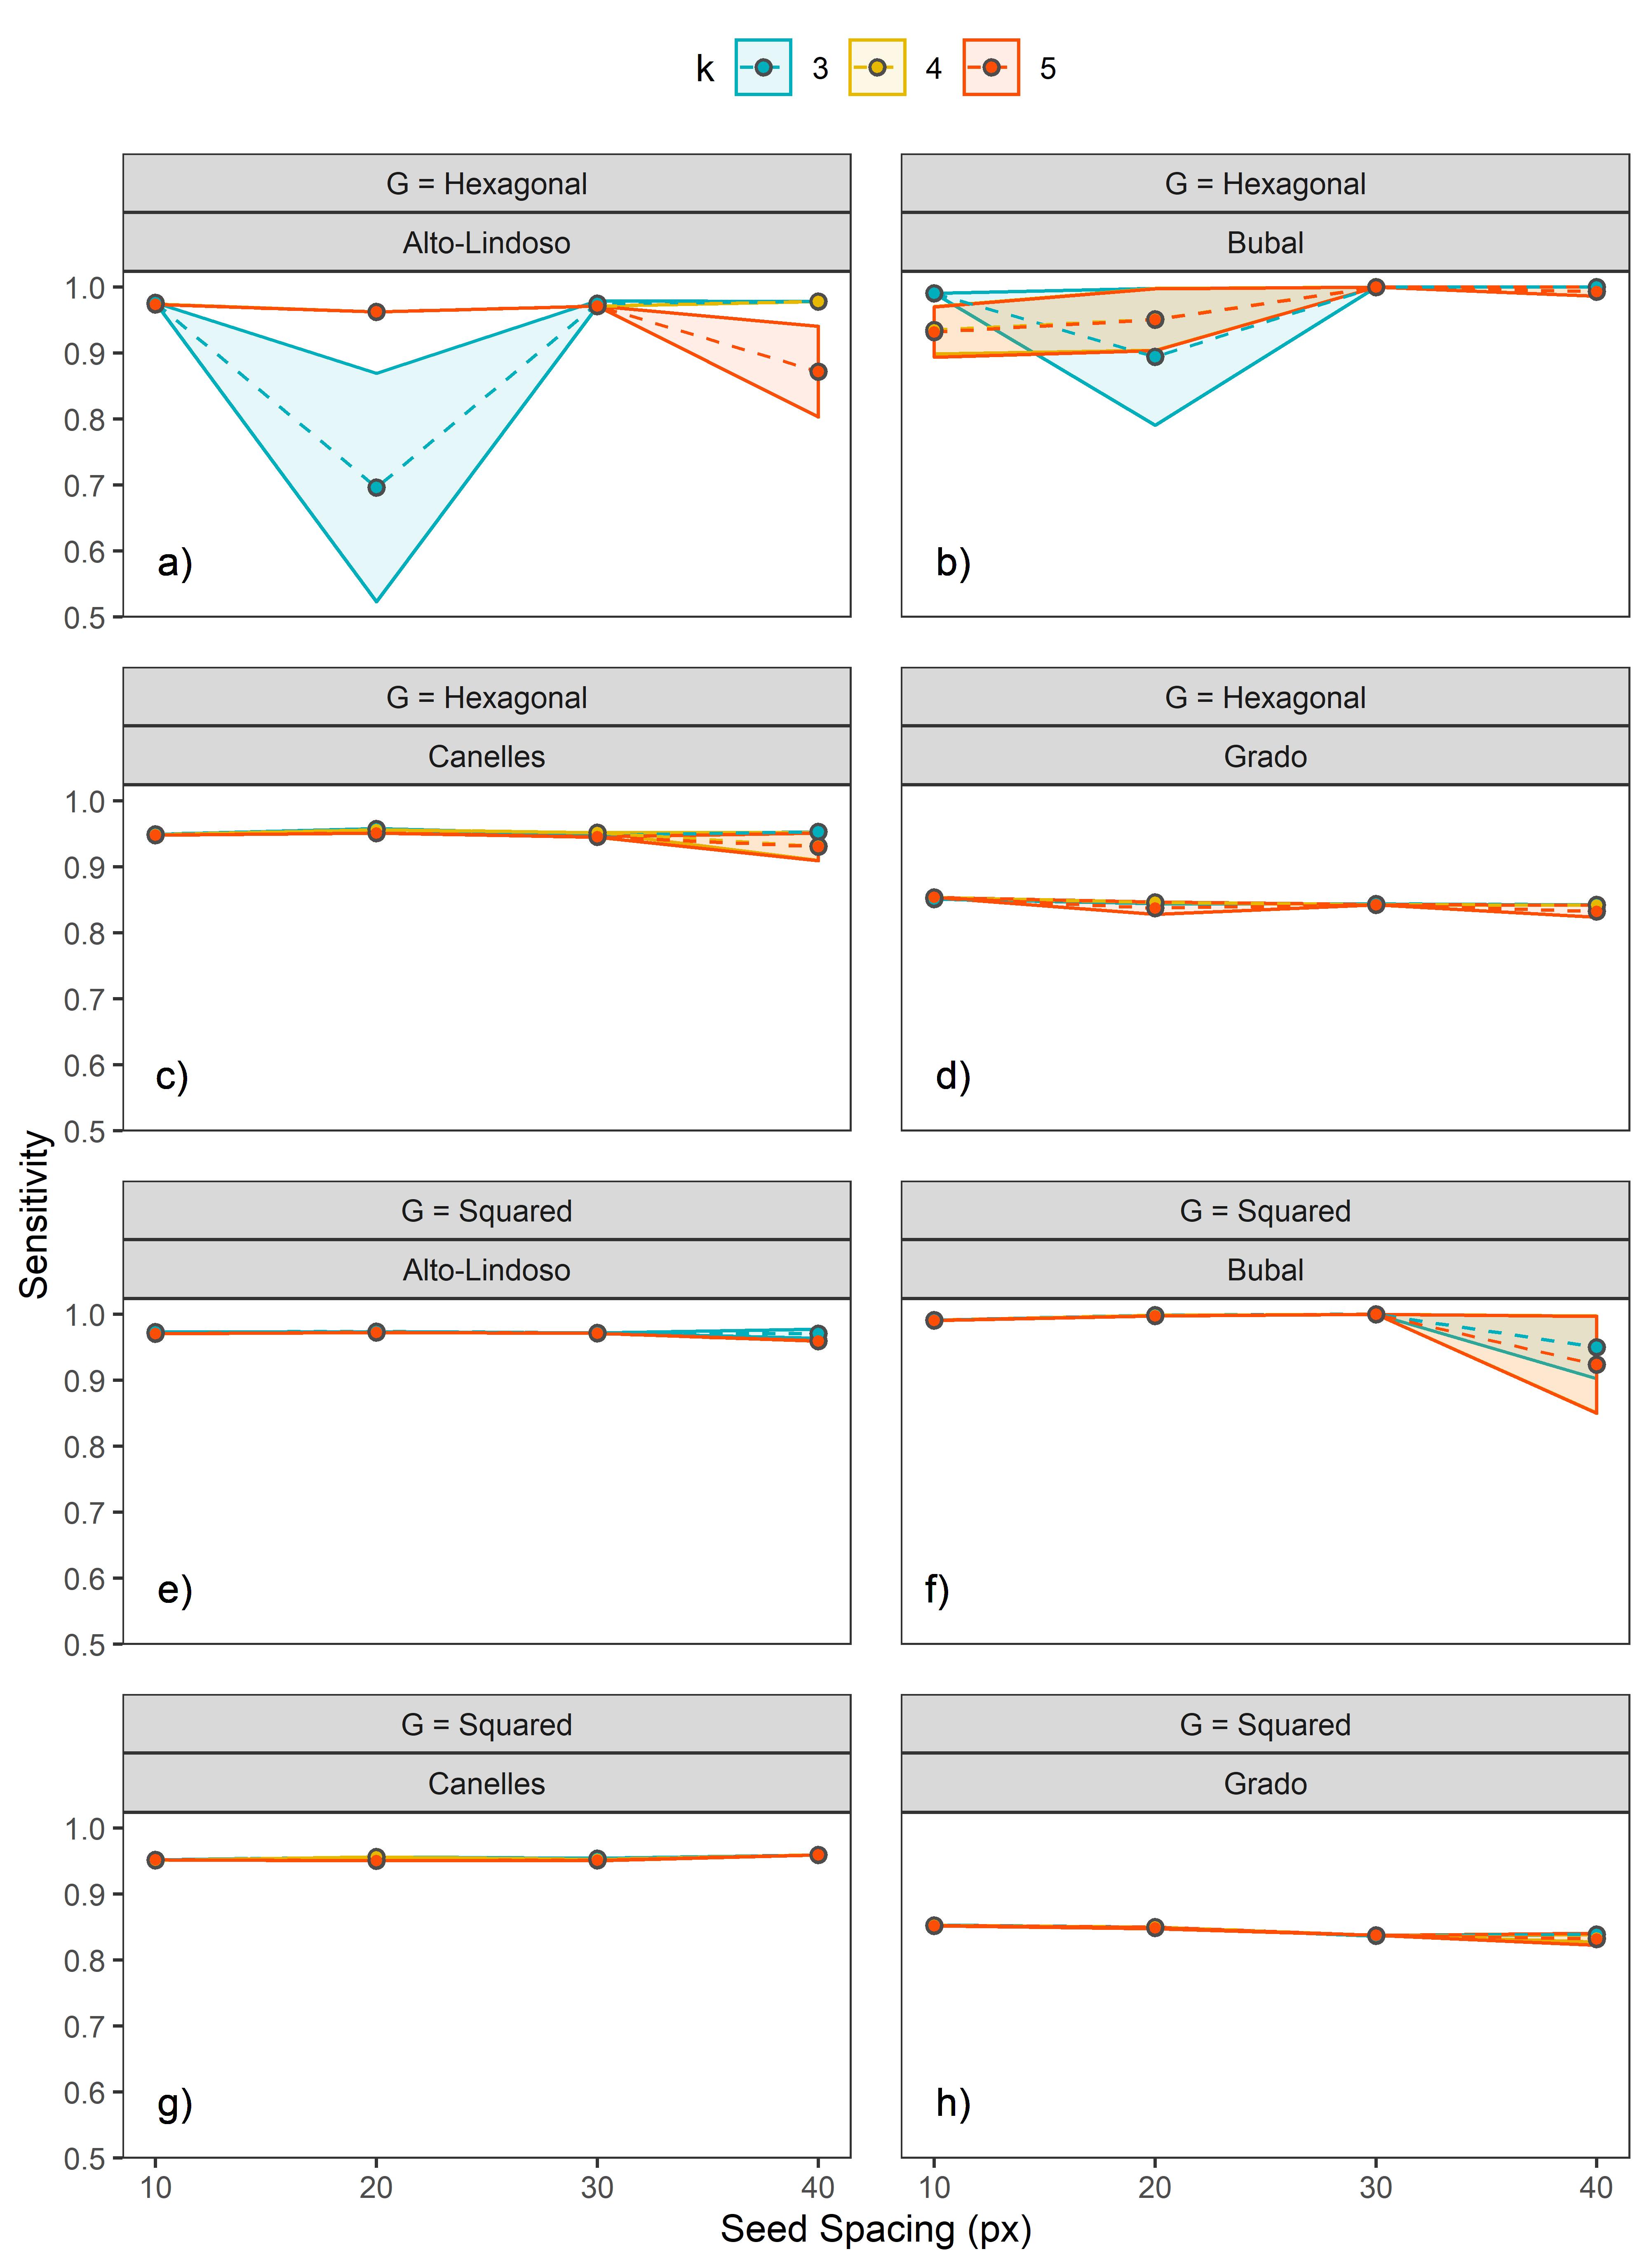 k 3 4 5
G = Hexagonal G = Hexagonal
Alto-Lindoso Bubal
1.0
0.9
0.8
0.7
0.6
0.5
a) b)
G = Hexagonal G = Hexagonal
Canelles Grado
1.0
0.9
0.8
0.7
0.6
0.5
c) d)
Sensitivity
G = Squared G = Squared
Alto-Lindoso Bubal
1.0
0.9
0.8
0.7
0.6
0.5
e) f)
G = Squared G = Squared
Canelles Grado
1.0
0.9
0.8
0.7
0.6
0.5
g) h)
10 20 30 40 10 20 30 40
Seed Spacing (px)